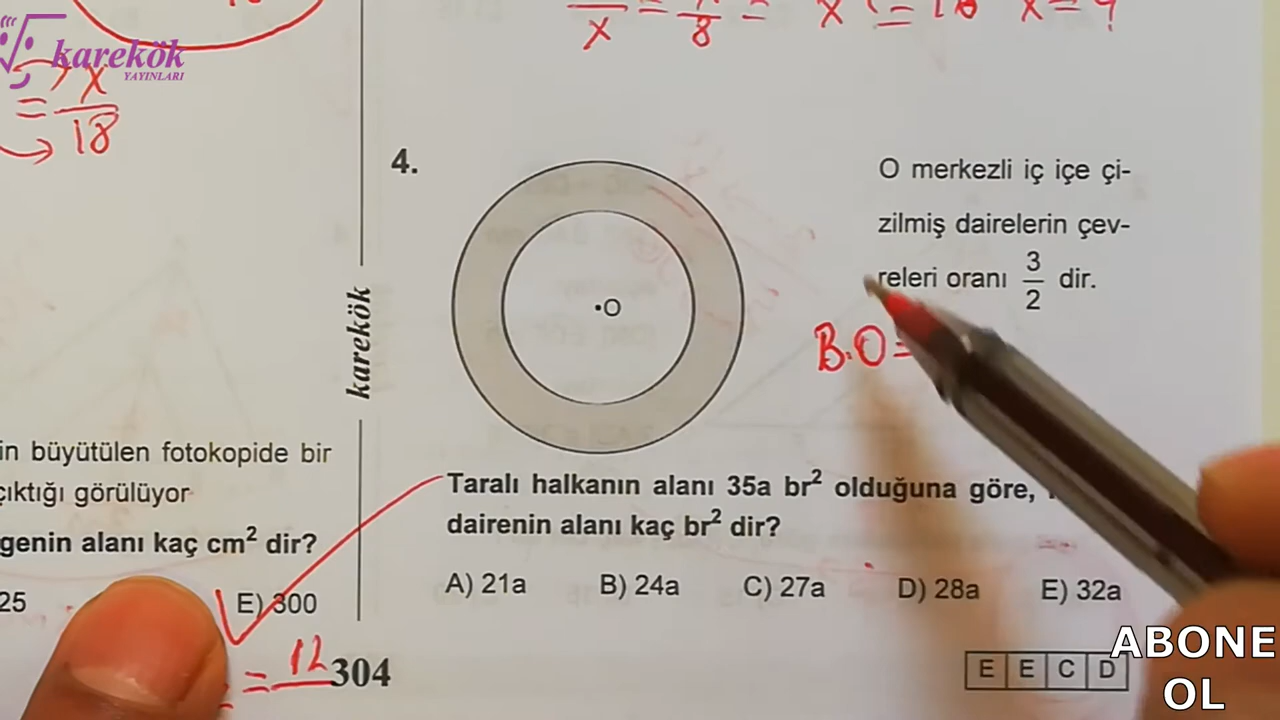 karekök
YAYINLARI
= x/18
x = 8 = x = 16 x =
4.
O
O merkezli iç içe çi-
zilmiş dairelerin çev-
releri oranı 3/2 dir.
B.O=
karekök
in büyütülen fotokopide bir
çıktığı görülüyor
genin alanı kaç cm² dir?
25 E) 300
= 12
304
Taralı halkanın alanı 35a br² olduğuna göre,
dairenin alanı kaç br² dir?
A) 21a B) 24a C) 27a D) 28a E) 32a
E E C D
ABONE
OL